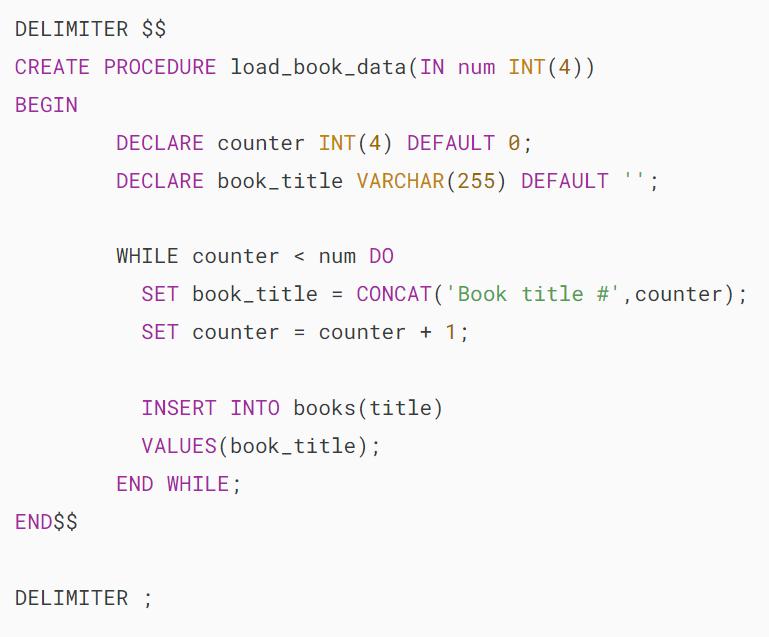 DELIMITER $$
CREATE PROCEDURE load_book_data(IN num INT(4))
BEGIN
        DECLARE counter INT(4) DEFAULT 0;
        DECLARE book_title VARCHAR(255) DEFAULT '';

        WHILE counter < num DO
          SET book_title = CONCAT('Book title #',counter);
          SET counter = counter + 1;

          INSERT INTO books(title)
          VALUES(book_title);
        END WHILE;
END$$

DELIMITER ;